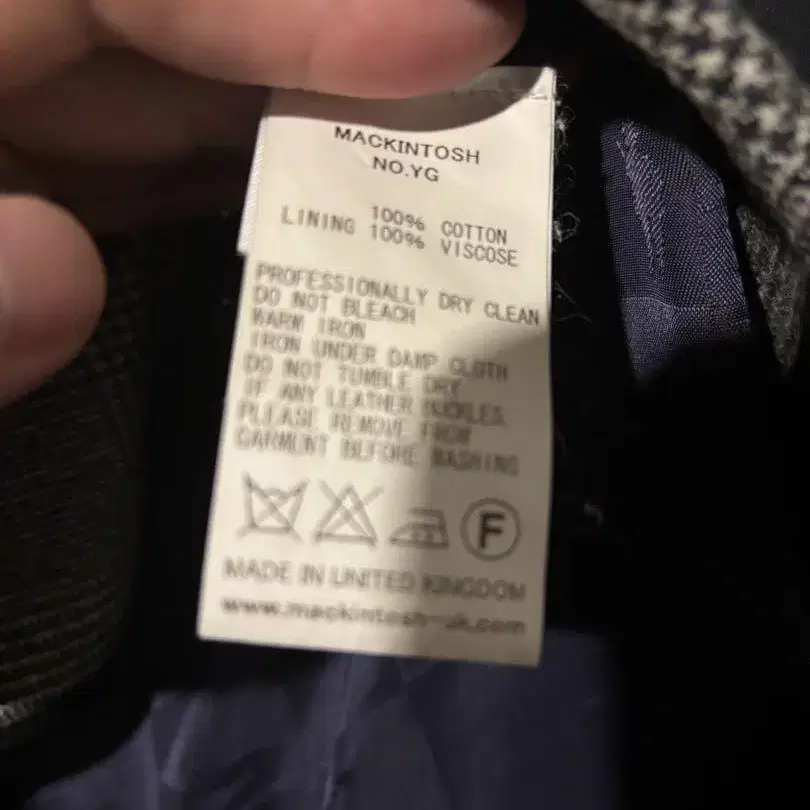 MACKINTOSH
NO.YG
100% COTTON
LINING 100% VISCOSE
PROFESSIONALLY DRY CLEAN
DO NOT BLEACH
WARM IRON
IRON UNDER DAMP CLOTH
DO NOT TUMBLE DRY
IF ANY LEATHER BUCKLES
PLEASE REMOVE FROM
GARMENT BEFORE WASHING
F
MADE IN UNITED KINGDOM
www.mackintosh-uk.com